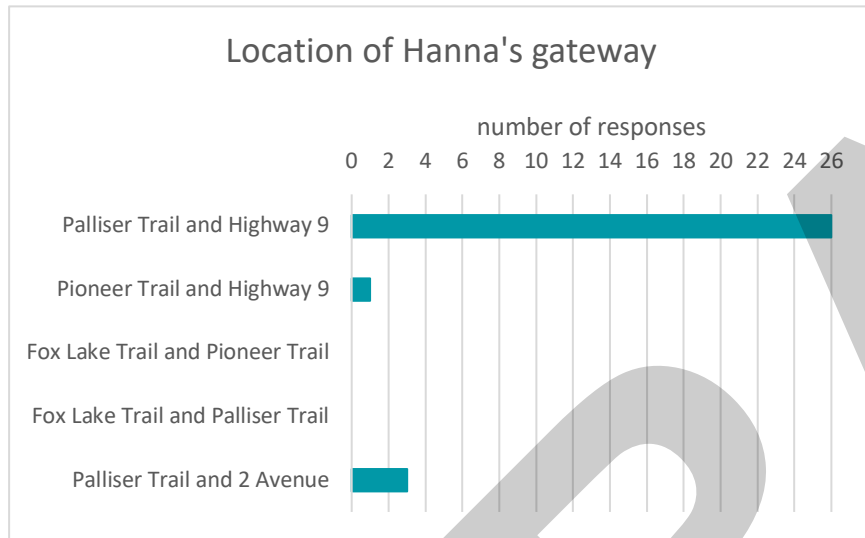 Location of Hanna's gateway
number of responses
0 2 4 6 8 10 12 14 16 18 20 22 24 26
Palliser Trail and Highway 9
Pioneer Trail and Highway 9
Fox Lake Trail and Pioneer Trail
Fox Lake Trail and Palliser Trail
Palliser Trail and 2 Avenue